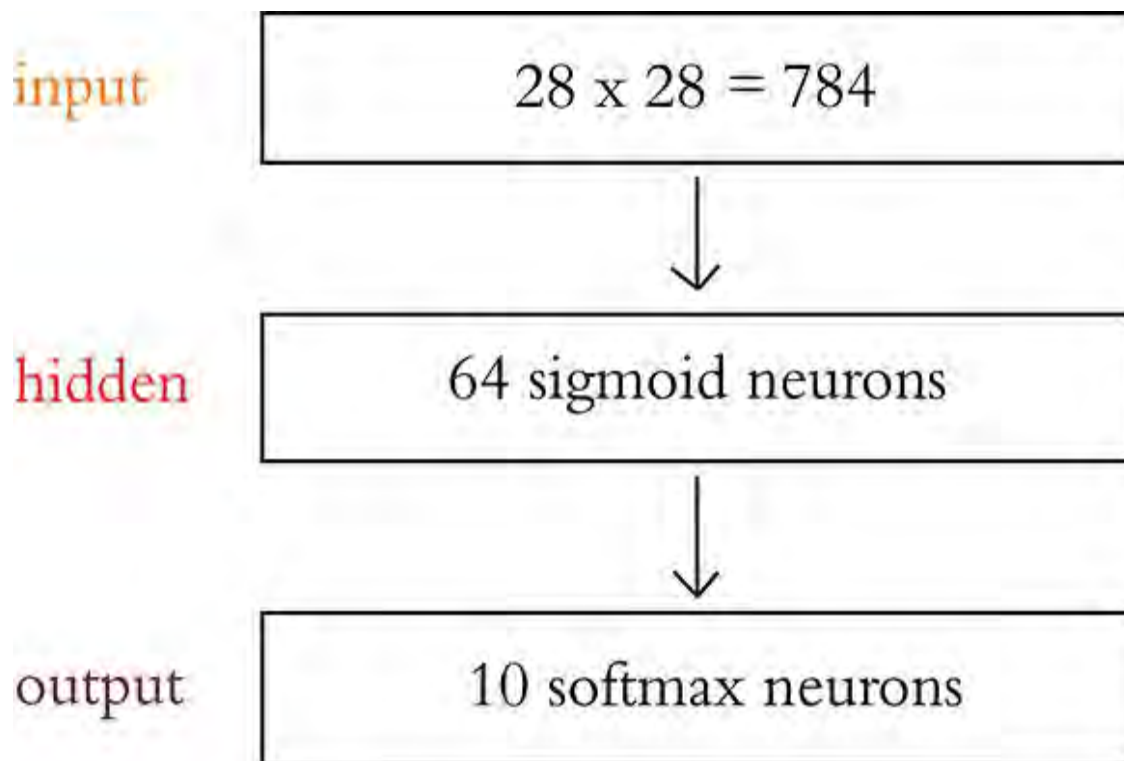 input
28 x 28 = 784
hidden
64 sigmoid neurons
output
10 softmax neurons